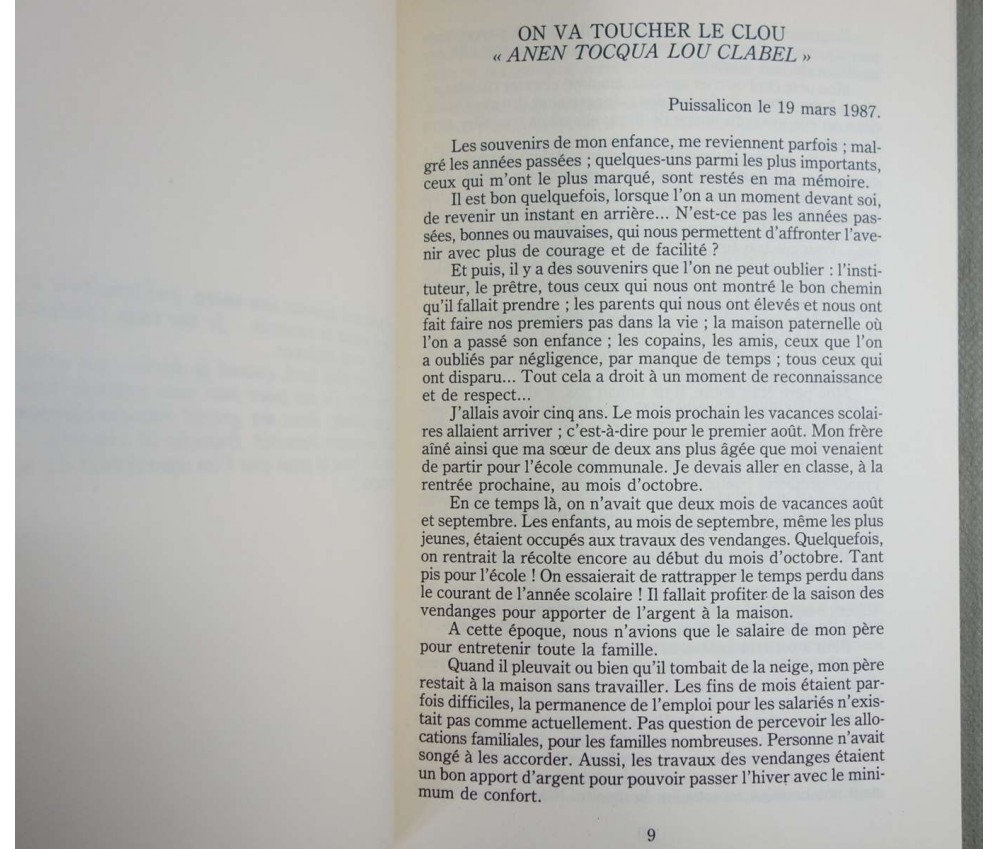 ON VA TOUCHER LE CLOU
« ANEN TOCQUA LOU CLABEL »
Puissalicon le 19 mars 1987.
Les souvenirs de mon enfance, me reviennent parfois ; mal-
gré les années passées ; quelques-uns parmi les plus importants,
ceux qui m'ont le plus marqué, sont restés en ma mémoire.
Il est bon quelquefois, lorsque l'on a un moment devant soi,
de revenir un instant en arrière... N'est-ce pas les années pas-
sées, bonnes ou mauvaises, qui nous permettent d'affronter l'ave-
nir avec plus de courage et de facilité ?
Et puis, il y a des souvenirs que l'on ne peut oublier : l'insti-
tuteur, le prêtre, tous ceux qui nous ont montré le bon chemin
qu'il fallait prendre ; les parents qui nous ont élevés et nous ont
fait faire nos premiers pas dans la vie ; la maison paternelle où
l'on a passé son enfance ; les copains, les amis, ceux que l'on
a oubliés par négligence, par manque de temps ; tous ceux qui
ont disparu... Tout cela a droit à un moment de reconnaissance
et de respect...
J'allais avoir cinq ans. Le mois prochain les vacances scolai-
res allaient arriver ; c'est-à-dire pour le premier août. Mon frère
aîné ainsi que ma sœur de deux ans plus âgée que moi venaient
de partir pour l'école communale. Je devais aller en classe, à la
rentrée prochaine, au mois d'octobre.
En ce temps là, on n'avait que deux mois de vacances août
et septembre. Les enfants, au mois de septembre, même les plus
jeunes, étaient occupés aux travaux des vendanges. Quelquefois,
on rentrait la récolte encore au début du mois d'octobre. Tant
pis pour l'école ! On essaierait de rattrapper le temps perdu dans
le courant de l'année scolaire ! Il fallait profiter de la saison des
vendanges pour apporter de l'argent à la maison.
A cette époque, nous n'avions que le salaire de mon père
pour entretenir toute la famille.
Quand il pleuvait ou bien qu'il tombait de la neige, mon père
restait à la maison sans travailler. Les fins de mois étaient par-
fois difficiles, la permanence de l'emploi pour les salariés n'exis-
tait pas comme actuellement. Pas question de percevoir les allo-
cations familiales, pour les familles nombreuses. Personne n'avait
songé à les accorder. Aussi, les travaux des vendanges étaient
un bon apport d'argent pour pouvoir passer l'hiver avec le mini-
mum de confort.
9